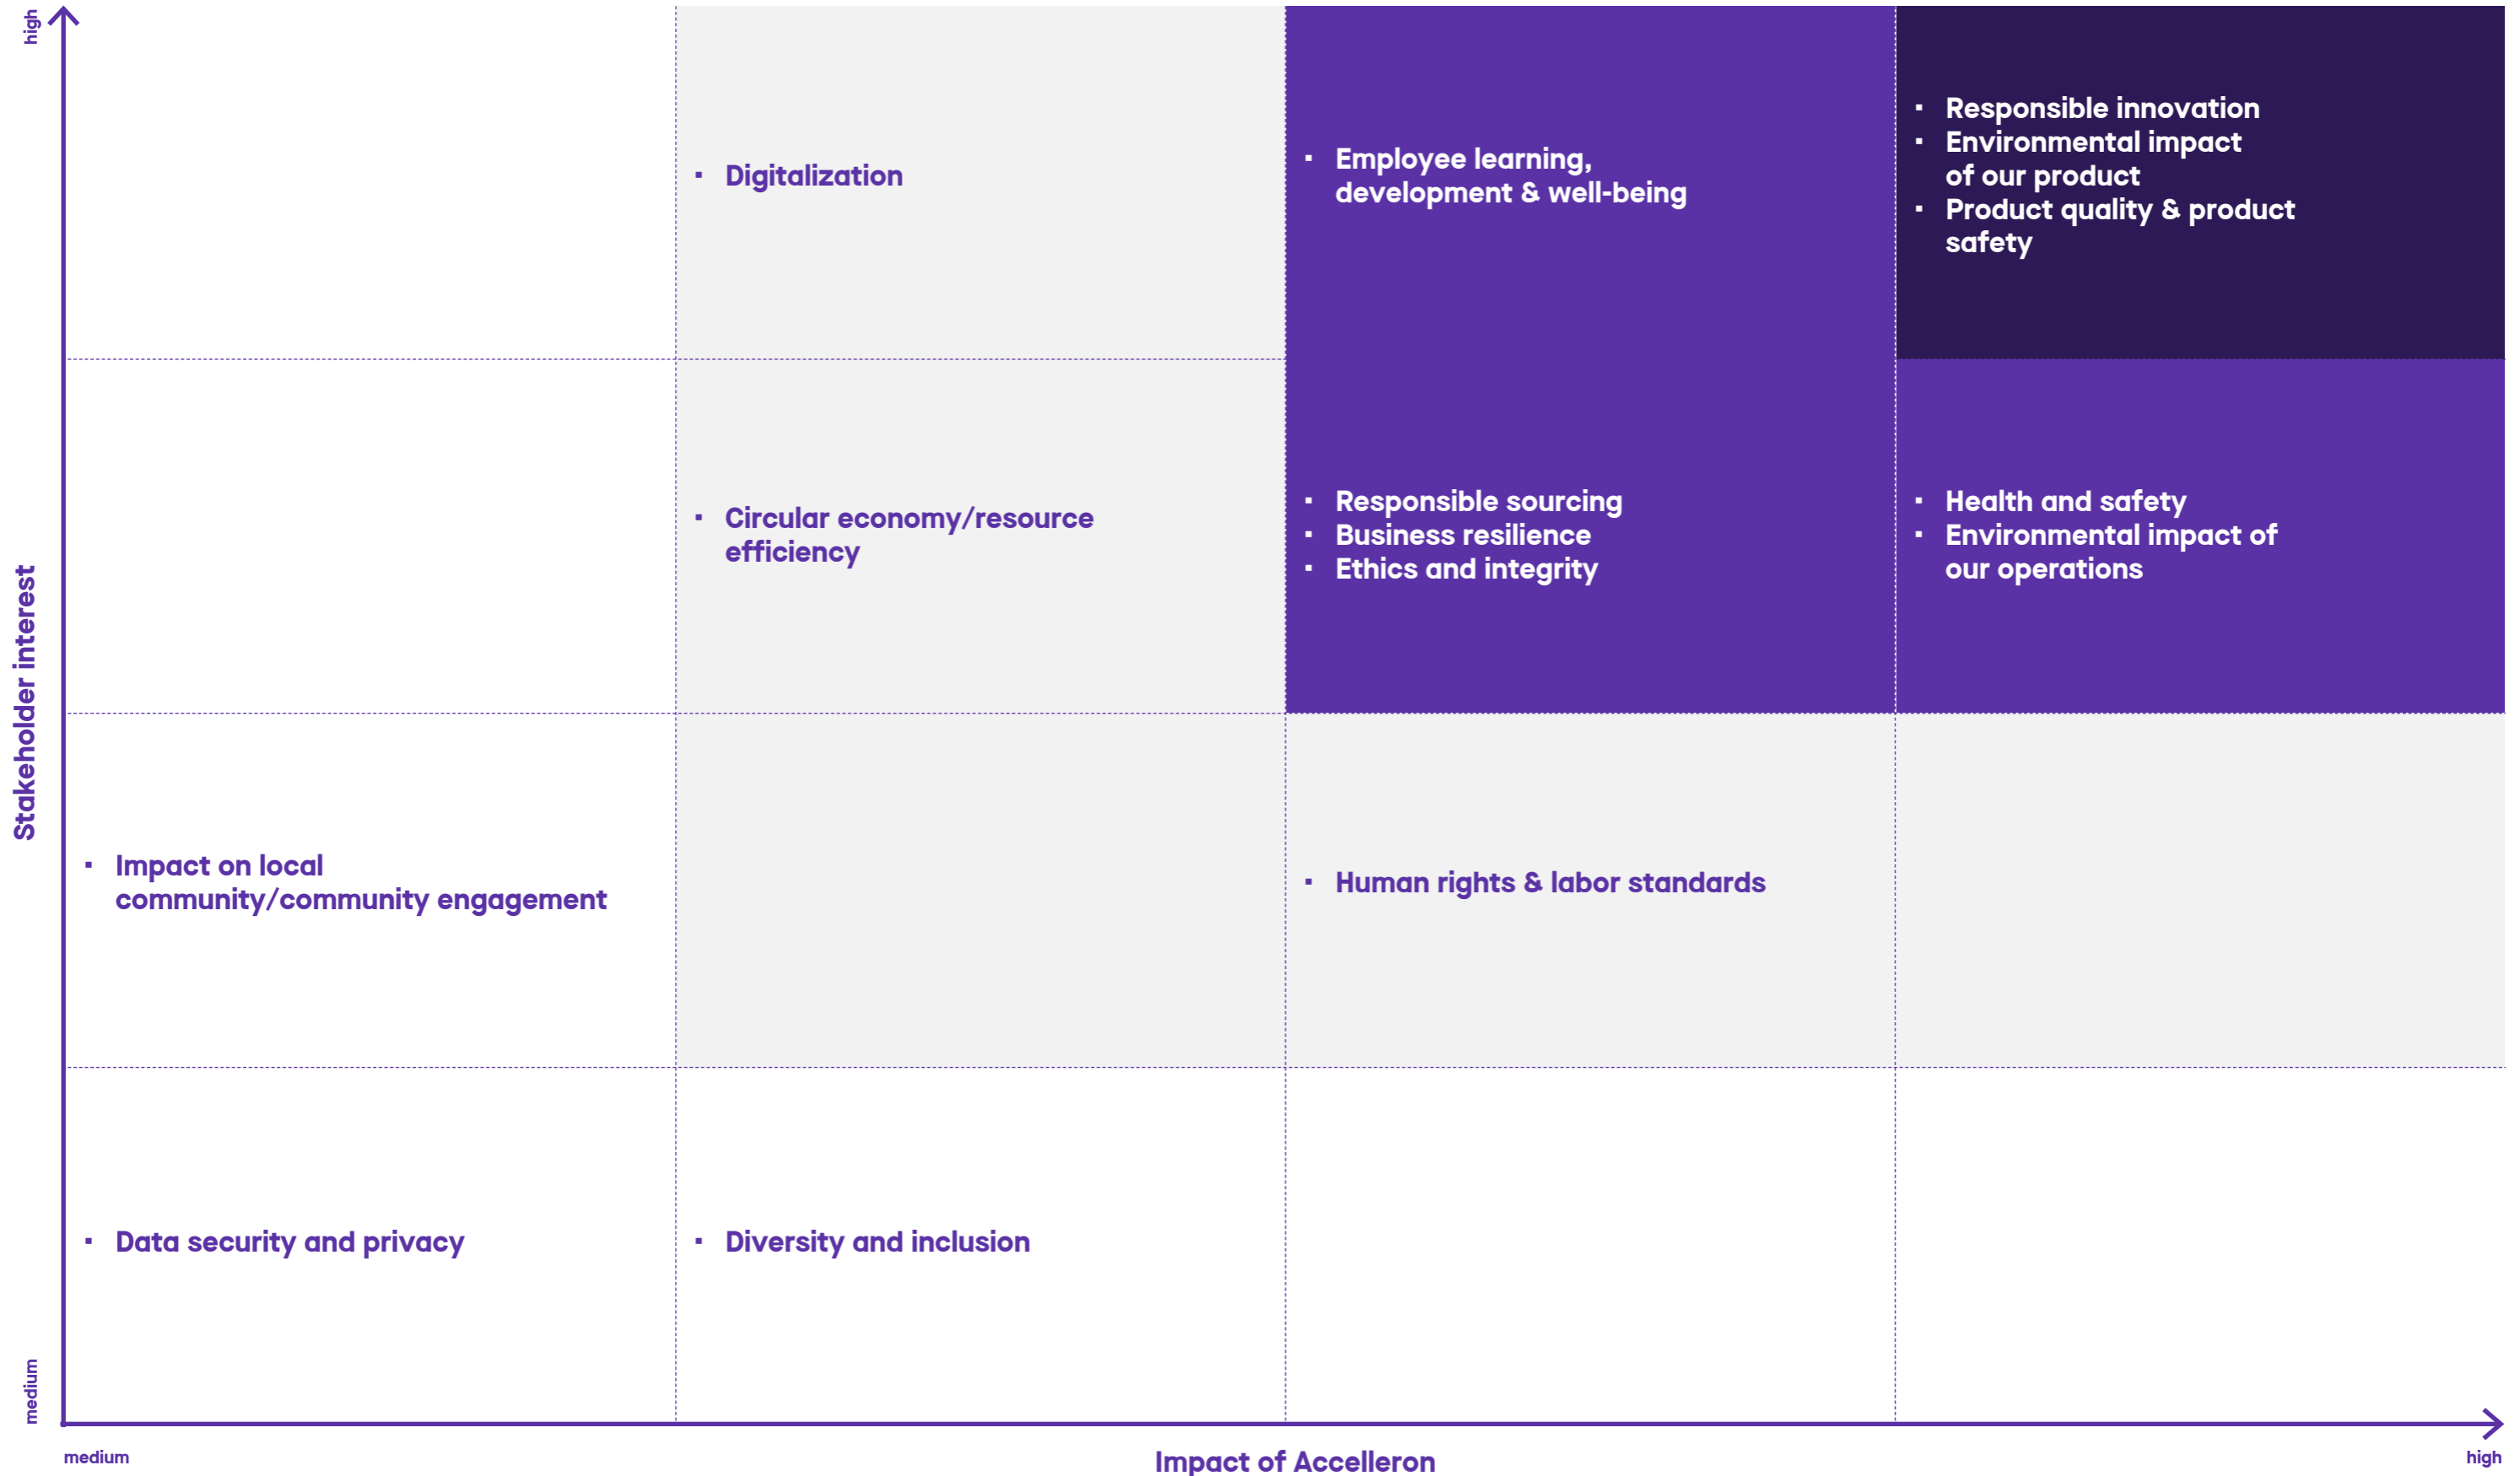 high
Stakeholder interest
medium
▪ Digitalization
▪ Employee learning,
development & well-being
▪ Responsible innovation
▪ Environmental impact
of our product
▪ Product quality & product
safety
▪ Circular economy/resource
efficiency
▪ Responsible sourcing
▪ Business resilience
▪ Ethics and integrity
▪ Health and safety
▪ Environmental impact of
our operations
▪ Impact on local
community/community engagement
▪ Human rights & labor standards
▪ Data security and privacy
▪ Diversity and inclusion
medium
Impact of Accelleron
high